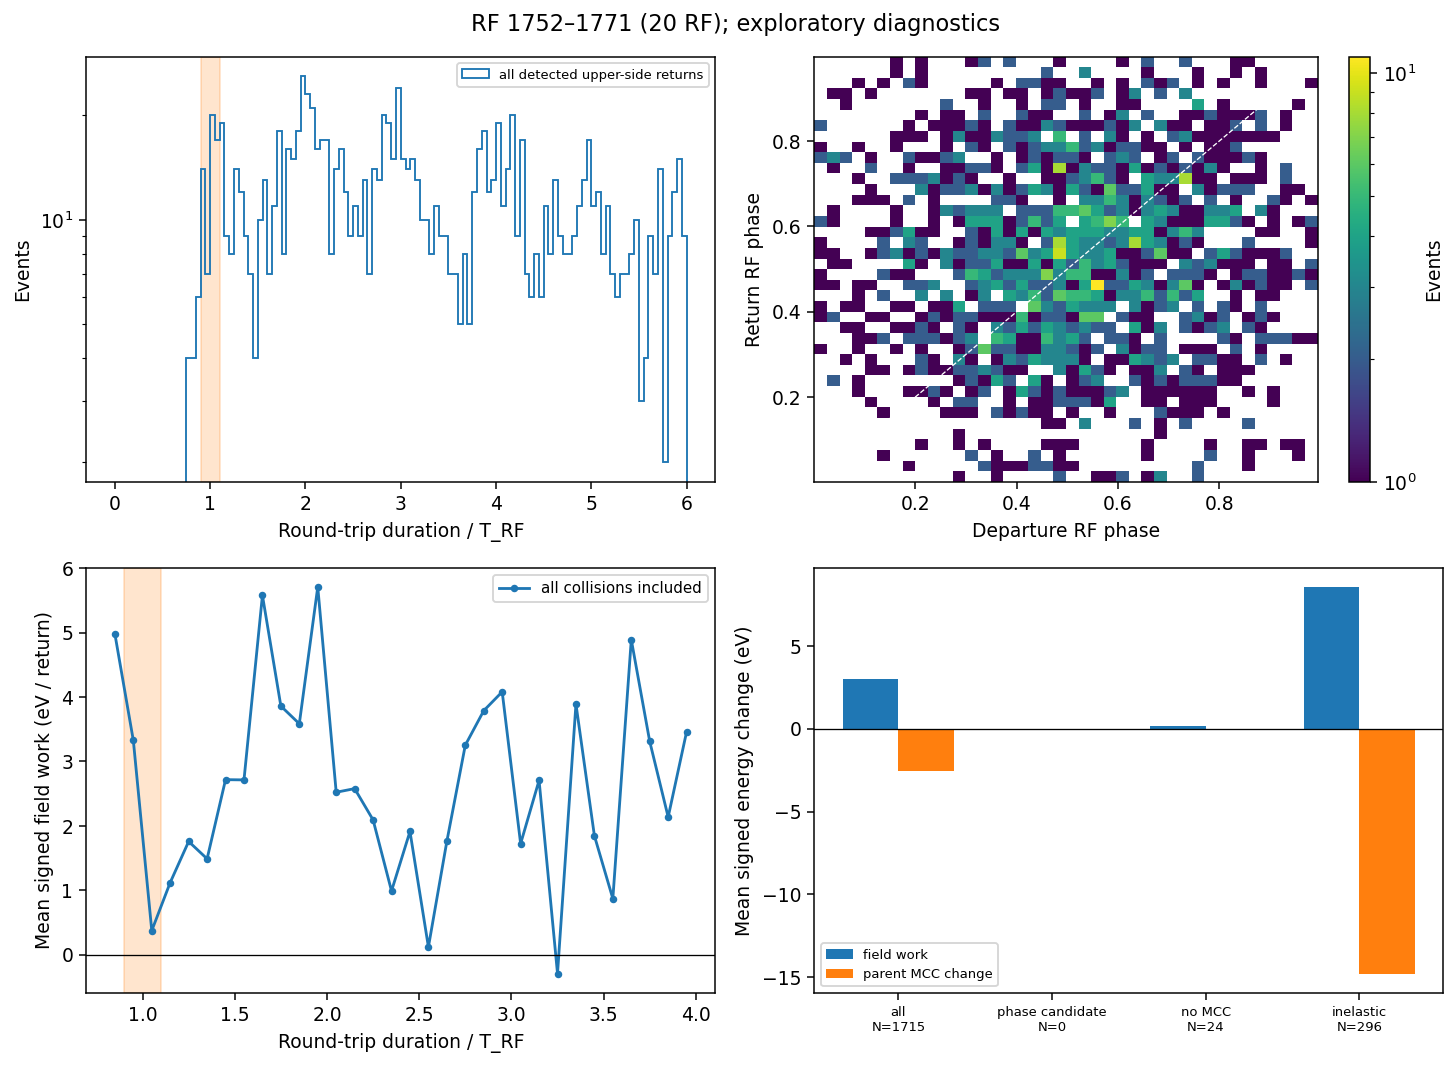 RF 1752–1771 (20 RF); exploratory diagnostics
all detected upper-side returns
Events
10¹
0
1
2
3
4
5
6
Round-trip duration / T_RF
Return RF phase
0.8
0.6
0.4
0.2
0.2
0.4
0.6
0.8
Departure RF phase
10¹
10⁰
Events
all collisions included
Mean signed field work (eV / return)
6
5
4
3
2
1
0
1.0
1.5
2.0
2.5
3.0
3.5
4.0
Round-trip duration / T_RF
Mean signed energy change (eV)
5
0
−5
−10
−15
field work
parent MCC change
all
N=1715
phase candidate
N=0
no MCC
N=24
inelastic
N=296